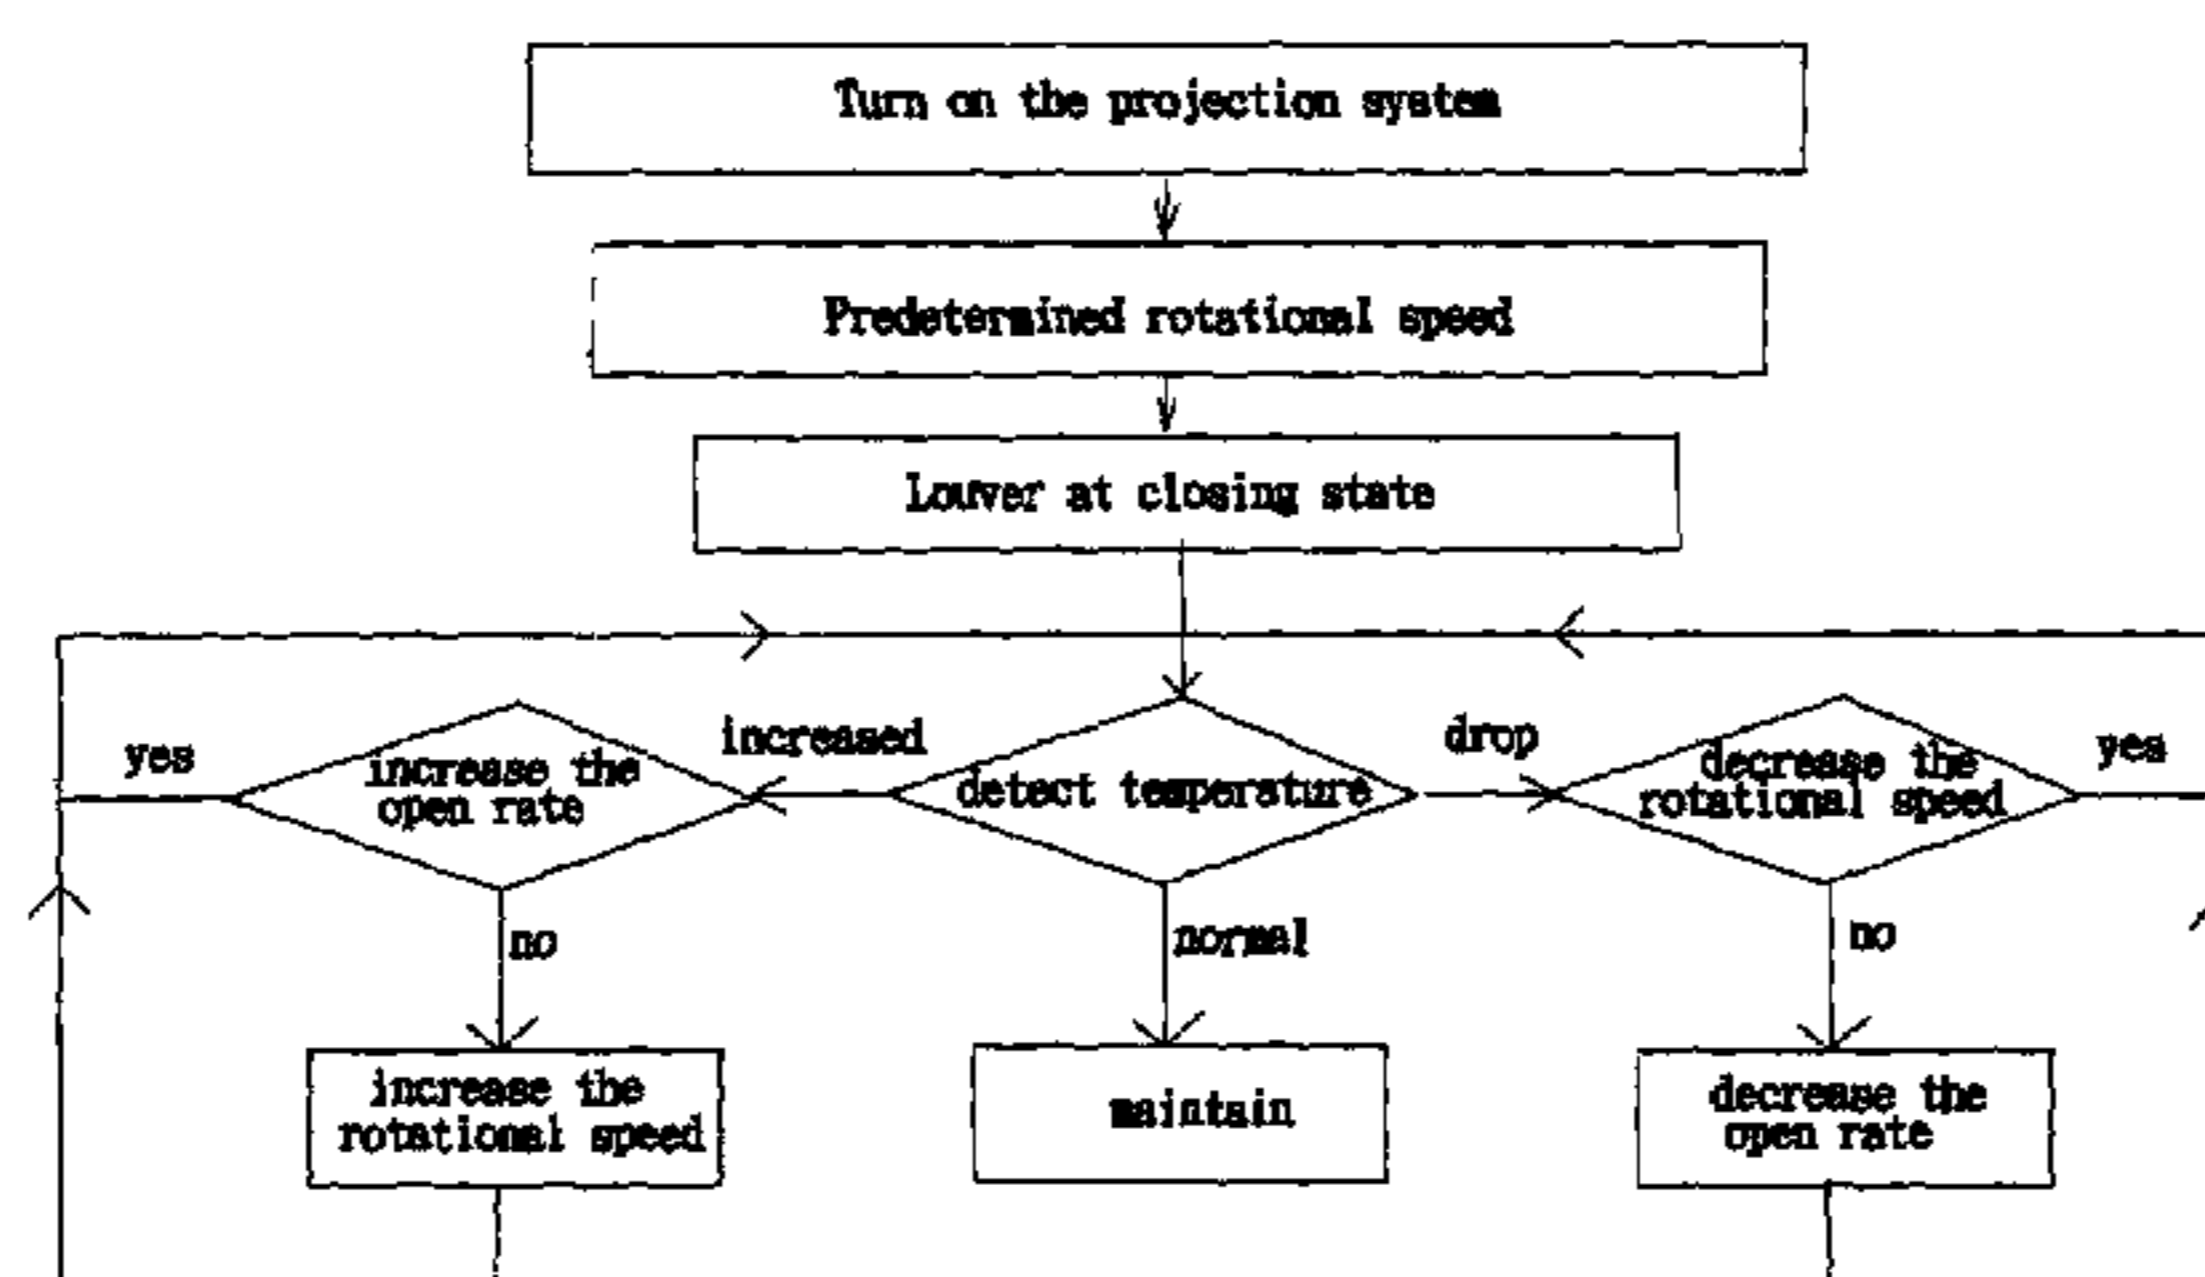 Turn on the projection system
Predetermined rotational speed
Louver at closing state
yes
increase the
open rate
increased
detect temperature
drop
decrease the
rotational speed
yes
no
normal
no
increase the
rotational speed
maintain
decrease the
open rate